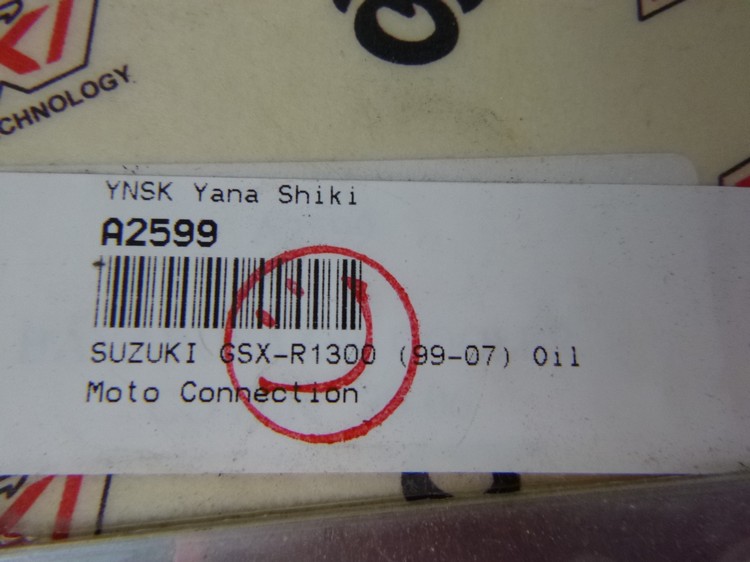 CHNOLOGY
YNSK Yana Shiki
A2599
SUZUKI GSX-R1300 (99-07) Oil
Moto Connection